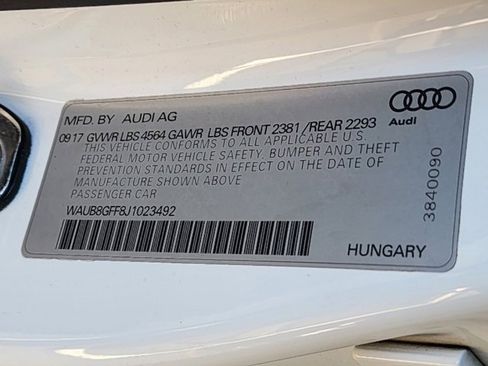 MFD. BY AUDI AG
0917 GVWR LBS 4564 GAWR LBS FRONT 2381/REAR 2293
THIS VEHICLE CONFORMS TO ALL APPLICABLE U.S.
FEDERAL MOTOR VEHICLE SAFETY, BUMPER AND THEFT
PREVENTION STANDARDS IN EFFECT ON THE DATE OF
MANUFACTURE SHOWN ABOVE
PASSENGER CAR
WAUB8GFF8J1023492
Audi
3840090
HUNGARY